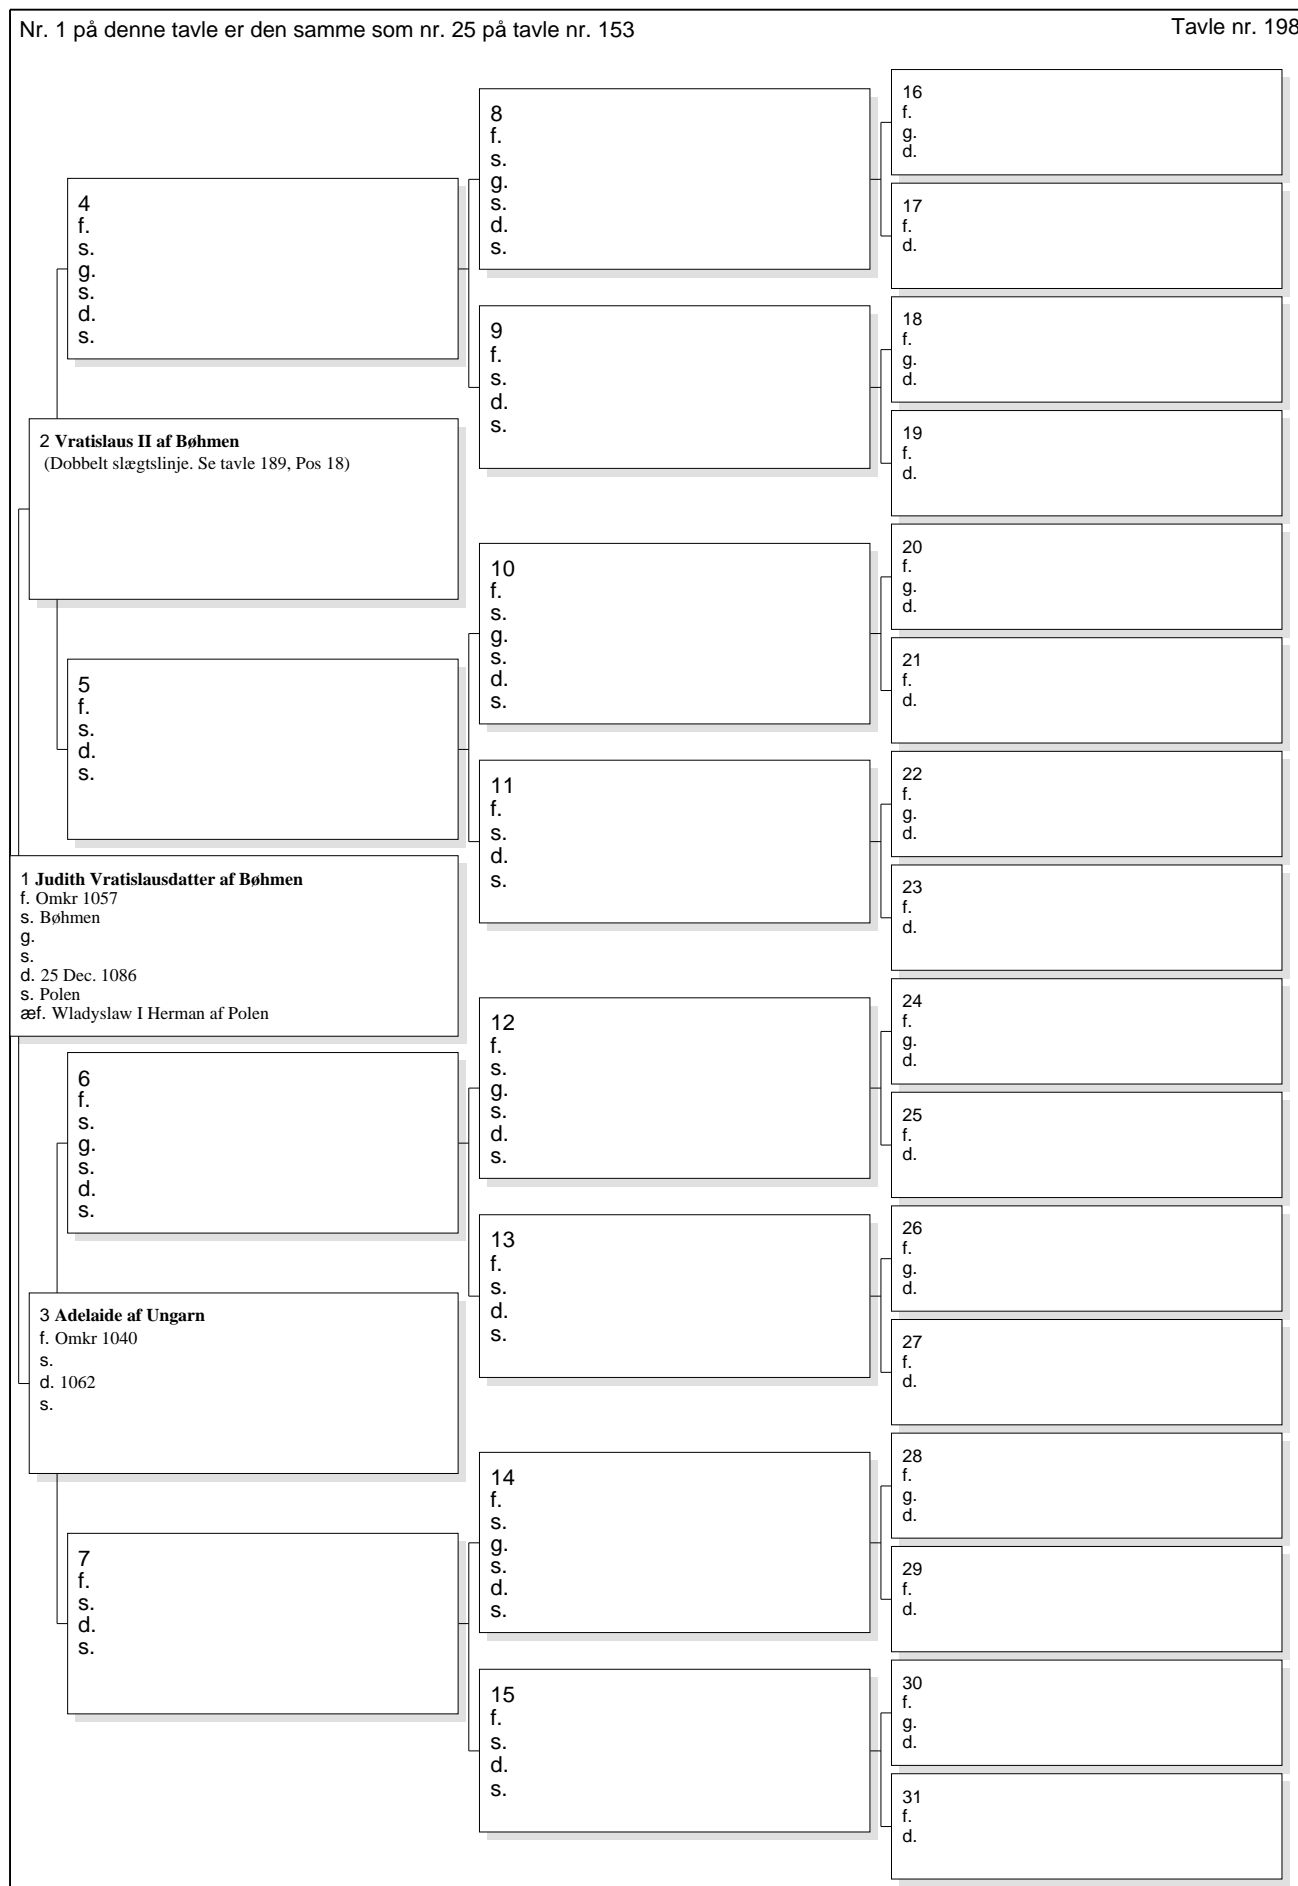 Nr. 1 på denne tavle er den samme som nr. 25 på tavle nr. 153
Tavle nr. 198
4
f.
s.
g.
s.
d.
s.
2 Vratislaus II af Bøhmen
(Dobbelt slægtslinje. Se tavle 189, Pos 18)
5
f.
s.
d.
s.
1 Judith Vratislausdatter af Bøhmen
f. Omkr 1057
s. Bøhmen
g.
s.
d. 25 Dec. 1086
s. Polen
æf. Wladyslaw I Herman af Polen
6
f.
s.
g.
s.
d.
s.
3 Adelaide af Ungarn
f. Omkr 1040
s.
d. 1062
s.
7
f.
s.
d.
s.
8
f.
s.
g.
s.
d.
s.
9
f.
s.
d.
s.
10
f.
s.
g.
s.
d.
s.
11
f.
s.
d.
s.
12
f.
s.
g.
s.
d.
s.
13
f.
s.
d.
s.
14
f.
s.
g.
s.
d.
s.
15
f.
s.
d.
s.
16
f.
g.
d.
17
f.
d.
18
f.
g.
d.
19
f.
d.
20
f.
g.
d.
21
f.
d.
22
f.
g.
d.
23
f.
d.
24
f.
g.
d.
25
f.
d.
26
f.
g.
d.
27
f.
d.
28
f.
g.
d.
29
f.
d.
30
f.
g.
d.
31
f.
d.